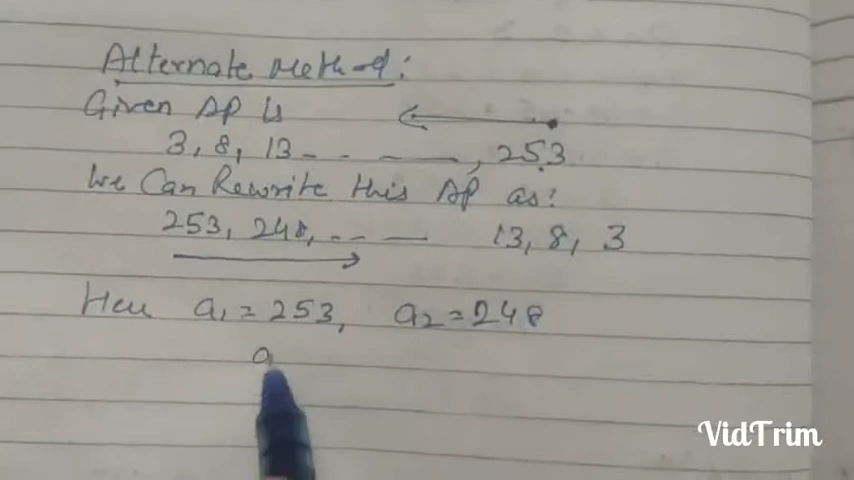 Alternate Method:
Given AP is
3, 8, 13 - - - —, 253
We Can Rewrite this AP as:
253, 248, - - — 13, 8, 3
Here a₁ = 253, a₂ = 248
a
VidTrim